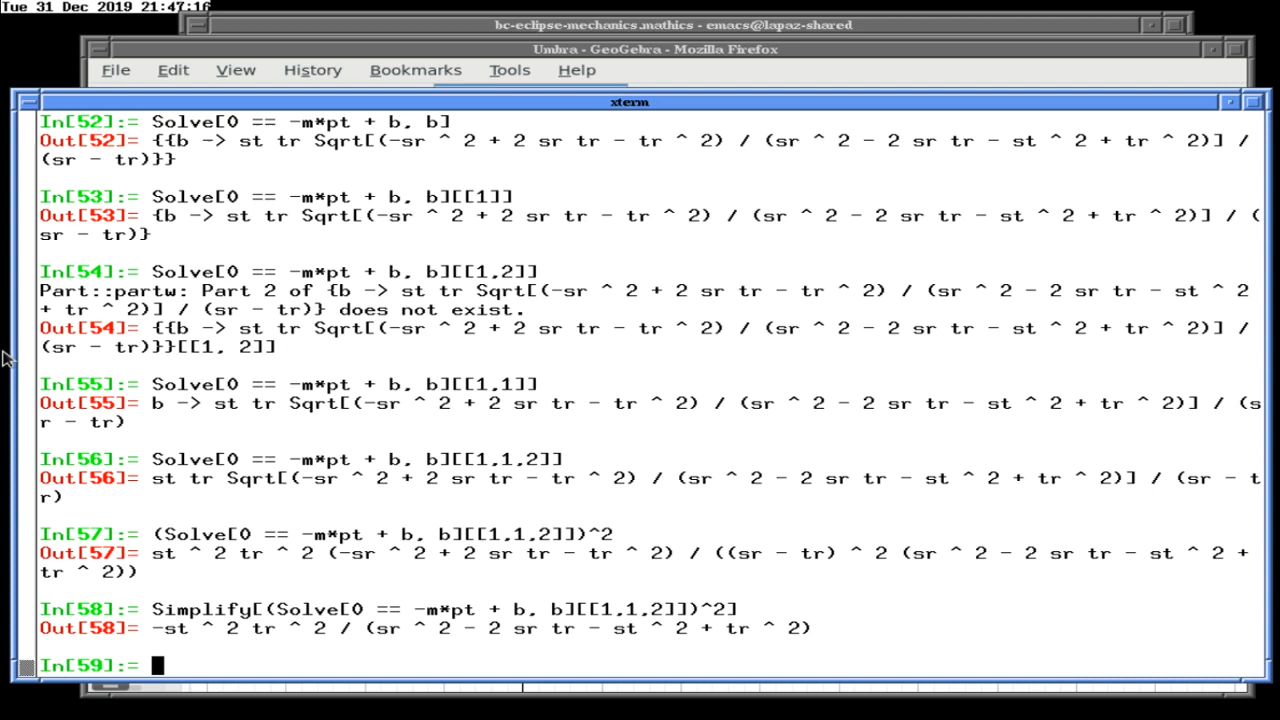 Tue 31 Dec 2019 21:47:16
bc-eclipse-mechanics.mathics - emacs@lapaz-shared
Umbra - GeoGebra - Mozilla Firefox
File Edit View History Bookmarks Tools Help
xterm
In[52]:= Solve[0 == -m*pt + b, b]
Out[52]= {{b -> st tr Sqrt[(-sr ^ 2 + 2 sr tr - tr ^ 2) / (sr ^ 2 - 2 sr tr - st ^ 2 + tr ^ 2)] /
(sr - tr)}}
In[53]:= Solve[0 == -m*pt + b, b][[1]]
Out[53]= {b -> st tr Sqrt[(-sr ^ 2 + 2 sr tr - tr ^ 2) / (sr ^ 2 - 2 sr tr - st ^ 2 + tr ^ 2)] / (
sr - tr)}
In[54]:= Solve[0 == -m*pt + b, b][[1,2]]
Part::partw: Part 2 of {b -> st tr Sqrt[(-sr ^ 2 + 2 sr tr - tr ^ 2) / (sr ^ 2 - 2 sr tr - st ^ 2
+ tr ^ 2)] / (sr - tr)} does not exist.
Out[54]= {{b -> st tr Sqrt[(-sr ^ 2 + 2 sr tr - tr ^ 2) / (sr ^ 2 - 2 sr tr - st ^ 2 + tr ^ 2)] /
(sr - tr)}}[[1, 2]]
In[55]:= Solve[0 == -m*pt + b, b][[1,1]]
Out[55]= b -> st tr Sqrt[(-sr ^ 2 + 2 sr tr - tr ^ 2) / (sr ^ 2 - 2 sr tr - st ^ 2 + tr ^ 2)] / (s
r - tr)
In[56]:= Solve[0 == -m*pt + b, b][[1,1,2]]
Out[56]= st tr Sqrt[(-sr ^ 2 + 2 sr tr - tr ^ 2) / (sr ^ 2 - 2 sr tr - st ^ 2 + tr ^ 2)] / (sr - t
r)
In[57]:= (Solve[0 == -m*pt + b, b][[1,1,2]])^2
Out[57]= st ^ 2 tr ^ 2 (-sr ^ 2 + 2 sr tr - tr ^ 2) / ((sr - tr) ^ 2 (sr ^ 2 - 2 sr tr - st ^ 2 +
tr ^ 2))
In[58]:= Simplify[(Solve[0 == -m*pt + b, b][[1,1,2]])^2]
Out[58]= -st ^ 2 tr ^ 2 / (sr ^ 2 - 2 sr tr - st ^ 2 + tr ^ 2)
In[59]:=